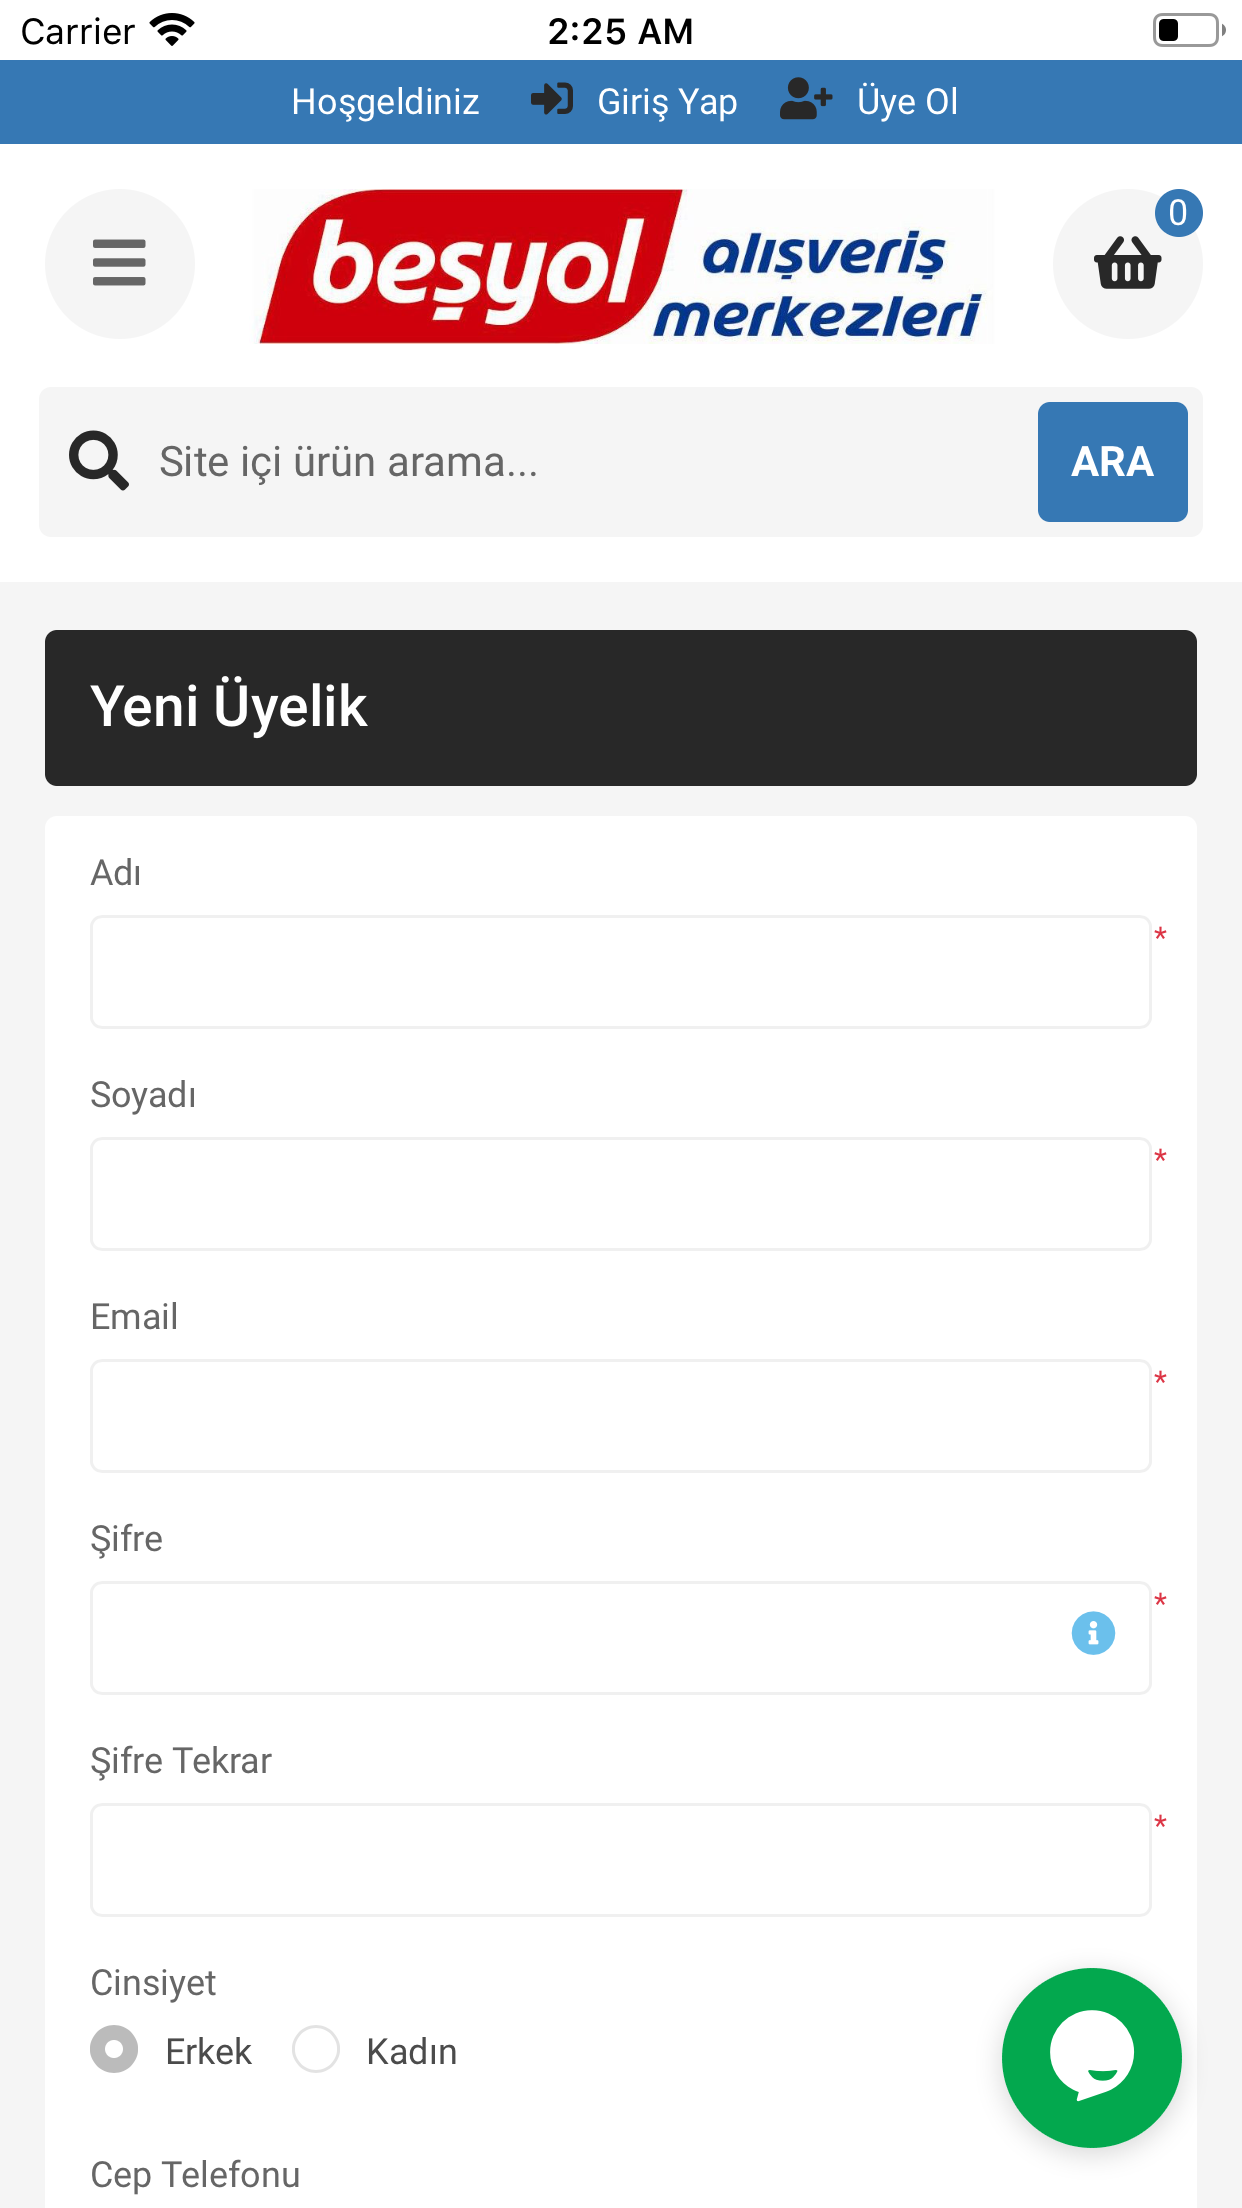 Carrier 2:25 AM
Hoşgeldiniz Giriş Yap Üye Ol
beşyol alışveriş merkezleri
0
Site içi ürün arama... ARA
Yeni Üyelik
Adı
*
Soyadı
*
Email
*
Şifre
*
Şifre Tekrar
*
Cinsiyet
Erkek Kadın
Cep Telefonu